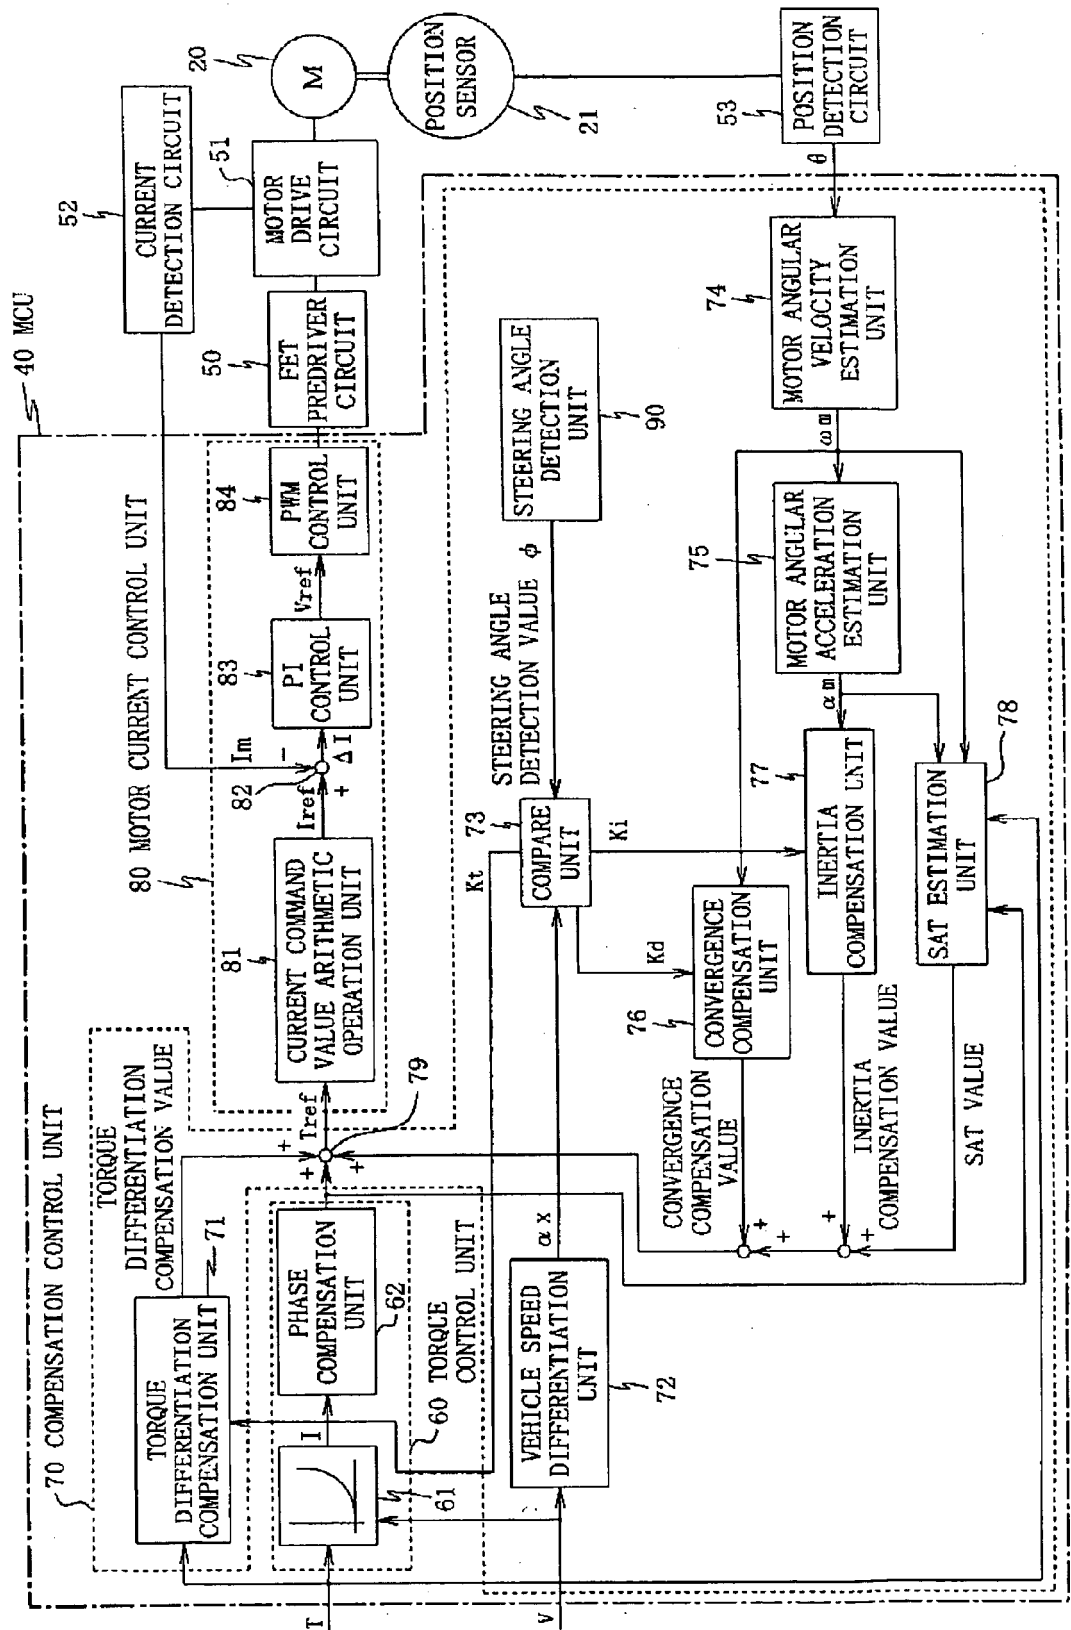 40 MCU
70 COMPENSATION CONTROL UNIT
TORQUE
DIFFERENTIATION
COMPENSATION VALUE
71
TORQUE
DIFFERENTIATION
COMPENSATION UNIT
80 MOTOR CURRENT CONTROL UNIT
52
CURRENT
DETECTION CIRCUIT
20
M
POSITION
SENSOR
21
51
MOTOR
DRIVE
CIRCUIT
50
FET
PREDRIVER
CIRCUIT
84
PWM
CONTROL
UNIT
Vref
83
PI
CONTROL
UNIT
Im
−
ΔI
82
+
Iref
81
CURRENT COMMAND
VALUE ARITHMETIC
OPERATION UNIT
Tref
79
+
+
+
PHASE
COMPENSATION
UNIT
62
I
61
60 TORQUE
CONTROL UNIT
T
V
VEHICLE SPEED
DIFFERENTIATION
UNIT
72
αx
73
COMPARE
UNIT
Kt
Ki
Kd
STEERING ANGLE
DETECTION VALUE φ
STEERING ANGLE
DETECTION
UNIT
90
53
POSITION
DETECTION
CIRCUIT
θ
74
MOTOR ANGULAR
VELOCITY
ESTIMATION
UNIT
ωm
75
MOTOR ANGULAR
ACCELERATION
ESTIMATION
UNIT
αm
76
CONVERGENCE
COMPENSATION
UNIT
77
INERTIA
COMPENSATION UNIT
78
SAT ESTIMATION
UNIT
CONVERGENCE
COMPENSATION
VALUE
INERTIA
COMPENSATION VALUE
SAT VALUE
+
+
+
+